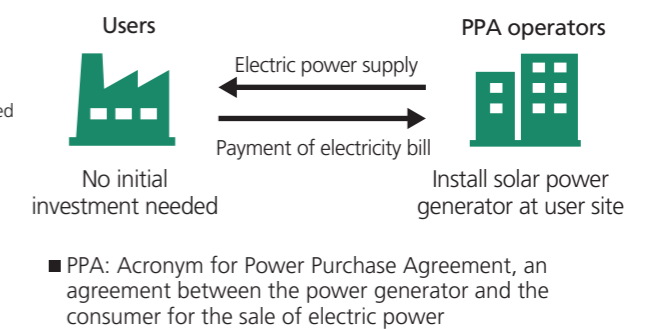 Users
PPA operators
Electric power supply
ed
Payment of electricity bill
No initial
investment needed
Install solar power
generator at user site
■ PPA: Acronym for Power Purchase Agreement, an
agreement between the power generator and the
consumer for the sale of electric power